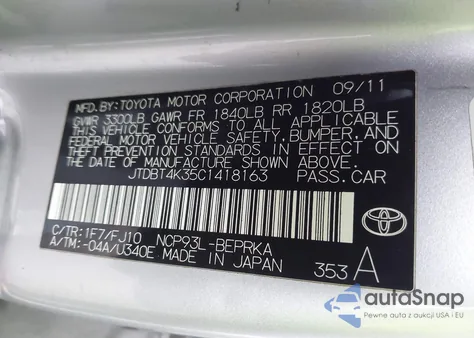 MFD.BY: TOYOTA MOTOR CORPORATION 09/11
GVWR 3300LB GAWR FR 1840LB RR 1820LB
THIS VEHICLE CONFORMS TO ALL APPLICABLE
FEDERAL MOTOR VEHICLE SAFETY, BUMPER, AND
THEFT PREVENTION STANDARDS IN EFFECT ON
THE DATE OF MANUFACTURE SHOWN ABOVE.
JTDBT4K35C1418163 PASS.CAR
C/TR: 1F7/FJ10 NCP93L-BEPRKA
A/TM: -04A/U340E MADE IN JAPAN 353 A
TOYOTA
autaSnap
Pewne auta z aukcji USA i EU